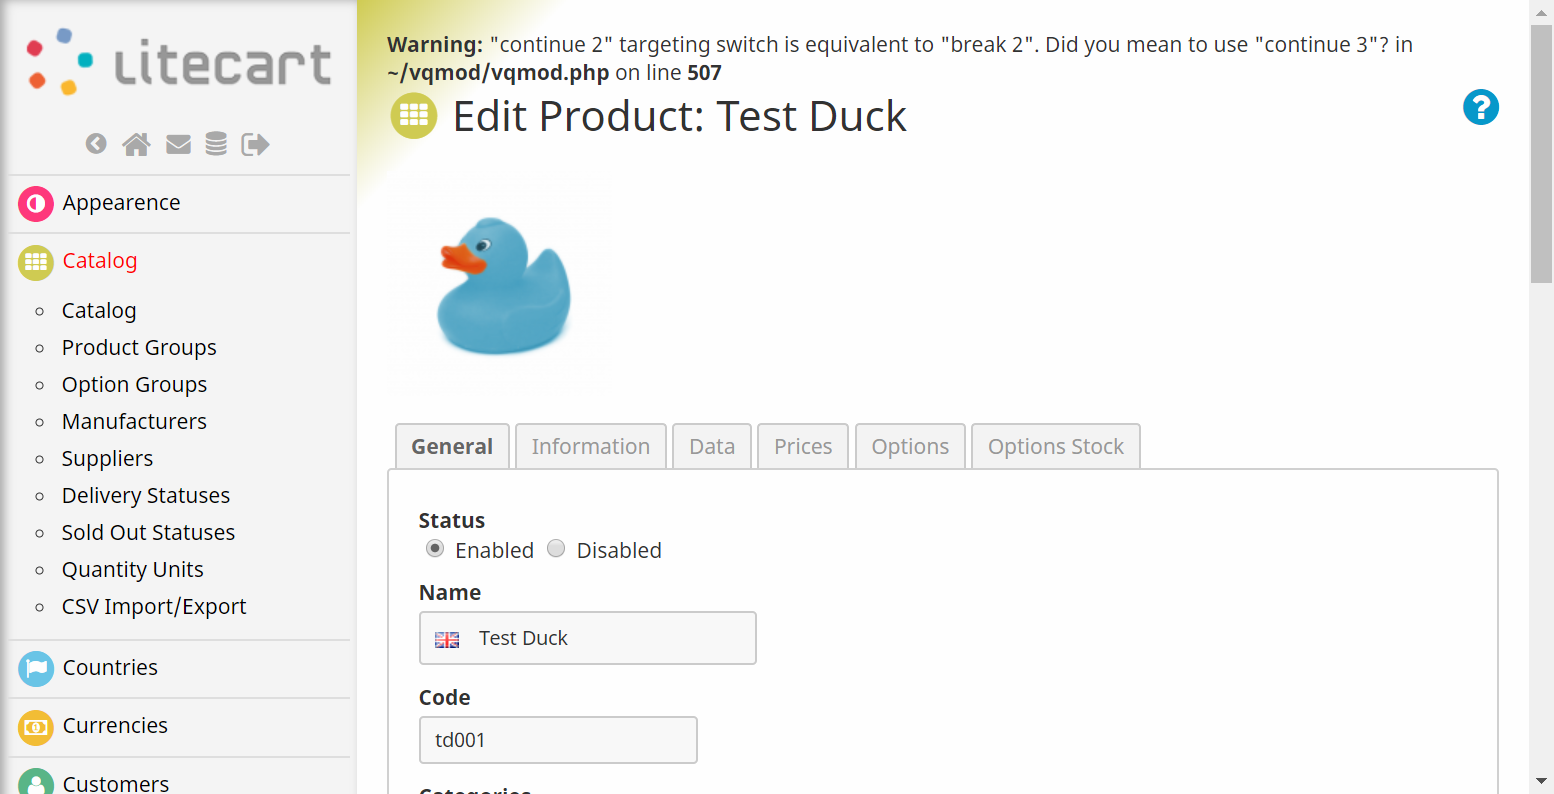 Litecart
Appearence
Catalog
Catalog
Product Groups
Option Groups
Manufacturers
Suppliers
Delivery Statuses
Sold Out Statuses
Quantity Units
CSV Import/Export
Countries
Currencies
Customers
Warning: "continue 2" targeting switch is equivalent to "break 2". Did you mean to use "continue 3"? in
~/vqmod/vqmod.php on line 507
Edit Product: Test Duck
?
General Information Data Prices Options Options Stock
Status
Enabled Disabled
Name
Test Duck
Code
td001
Categories